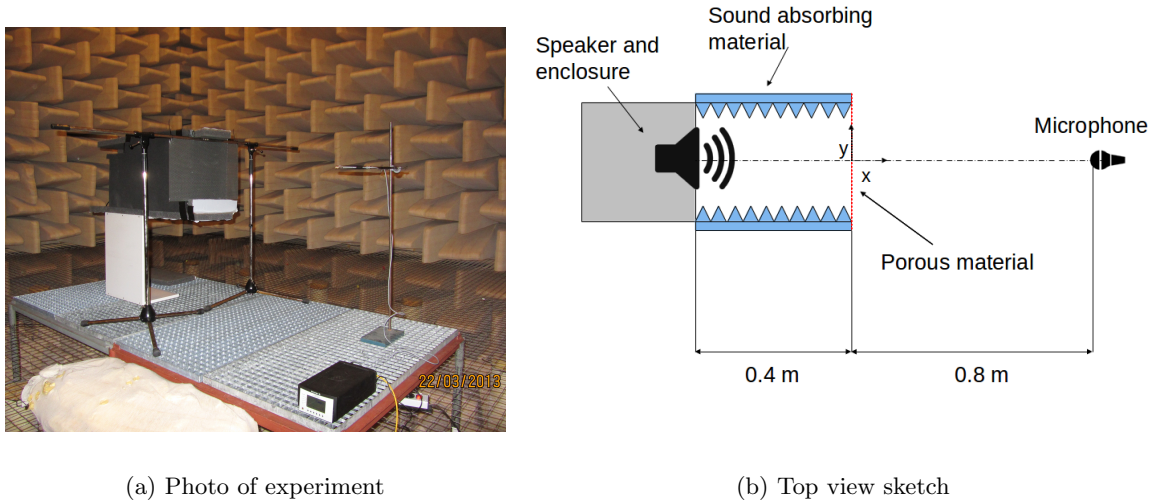 Sound absorbing
material
Speaker and
enclosure
Microphone
y
x
Porous material
22/03/2013
0.4 m
0.8 m
(a) Photo of experiment
(b) Top view sketch